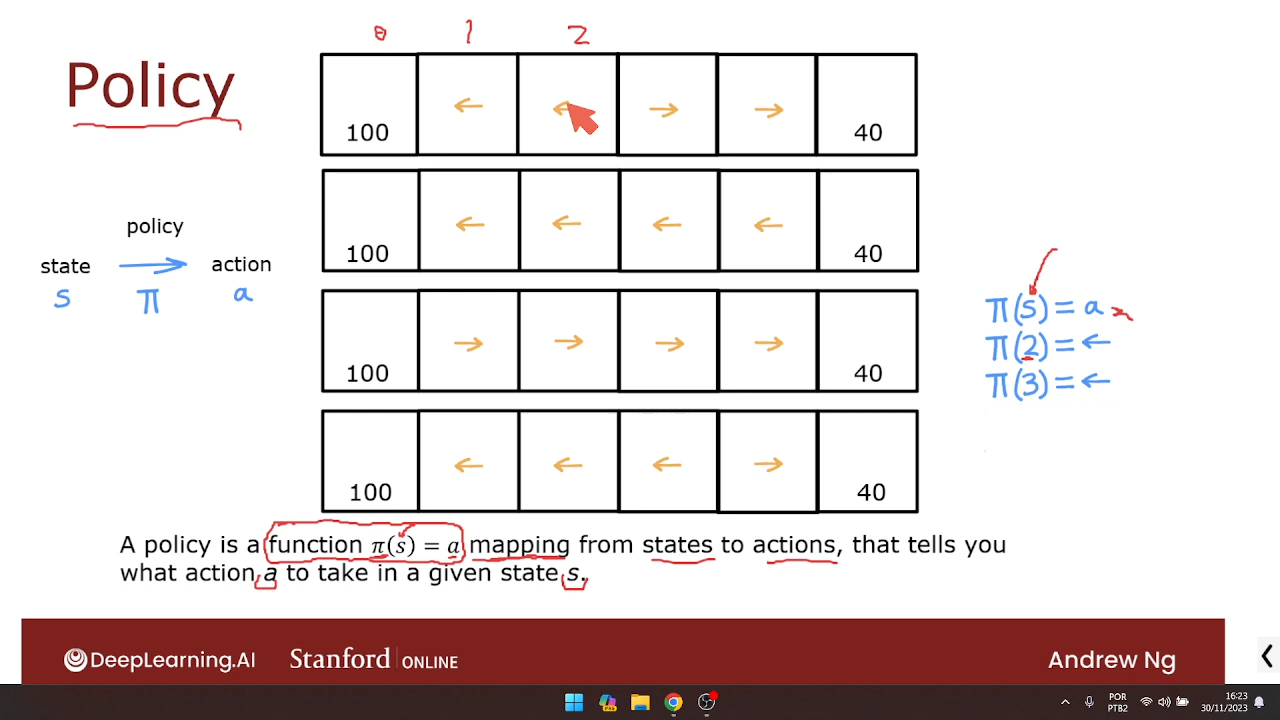 0 1 2
Policy
100 ← ← → → 40
policy
state → action
s π a
100 ← ← ← ← 40
π(s) = a
π(2) = ←
π(3) = ←
100 → → → → 40
100 ← ← ← → 40
A policy is a function π(s) = a mapping from states to actions, that tells you
what action a to take in a given state s.
DeepLearning.AI Stanford ONLINE Andrew Ng
POR 16:23
PTB2 30/11/2023